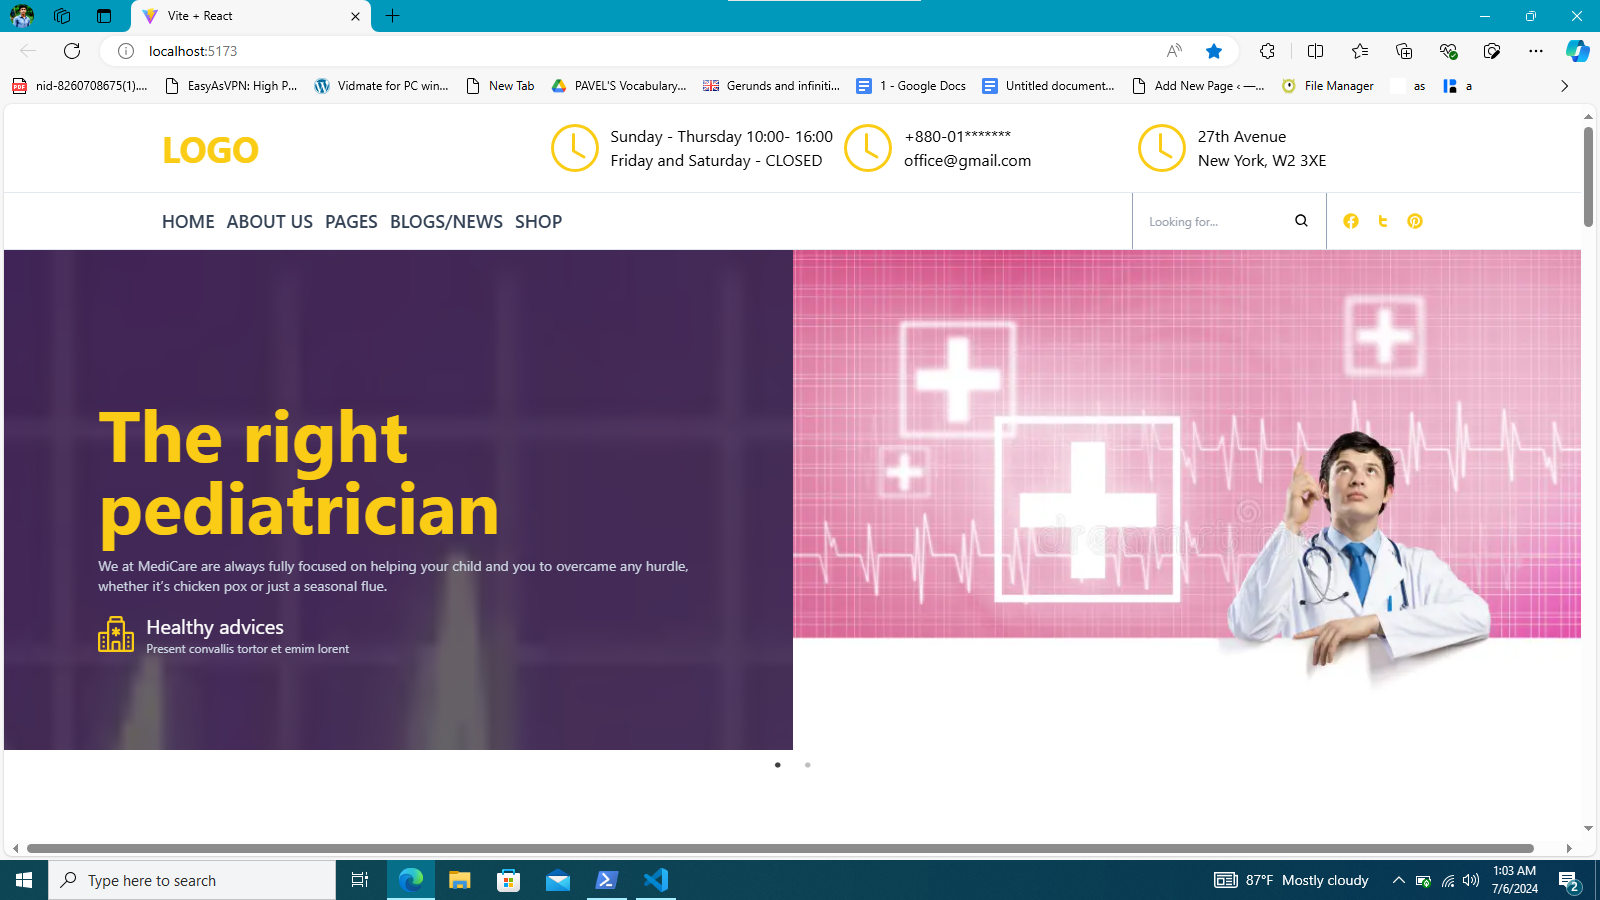 Vite + React
localhost:5173
nid-8260708675(1)....
EasyAsVPN: High P...
Vidmate for PC win...
New Tab
PAVEL'S Vocabulary...
Gerunds and infiniti...
1 - Google Docs
Untitled document...
Add New Page ‹ —...
File Manager
as
a
LOGO
Sunday - Thursday 10:00- 16:00
Friday and Saturday - CLOSED
+880-01*******
office@gmail.com
27th Avenue
New York, W2 3XE
HOME ABOUT US PAGES BLOGS/NEWS SHOP
Looking for...
The right
pediatrician
We at MediCare are always fully focused on helping your child and you to overcame any hurdle,
whether it's chicken pox or just a seasonal flue.
Healthy advices
Present convallis tortor et emim lorent
dreamstime
Type here to search
87°F Mostly cloudy
1:03 AM
7/6/2024
2